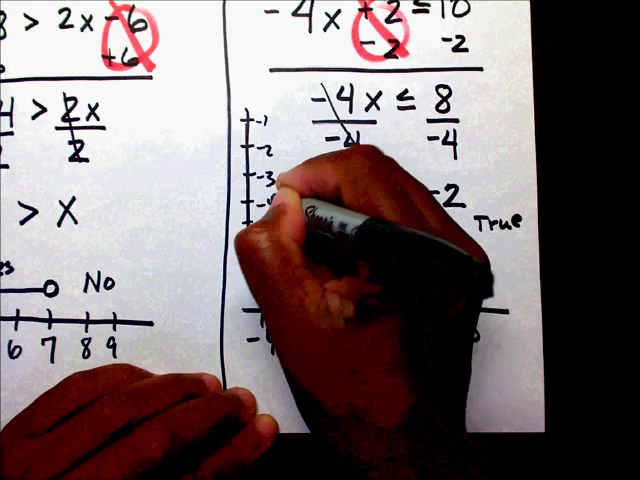 8 > 2x - 6
+6
4 > 2x
2 2
> X
No
6 7 8 9
-4x + 2 ≤ 10
-2 -2
-4x ≤ 8
-4 -4
-2
True
-1
-2
-3
Sharpie